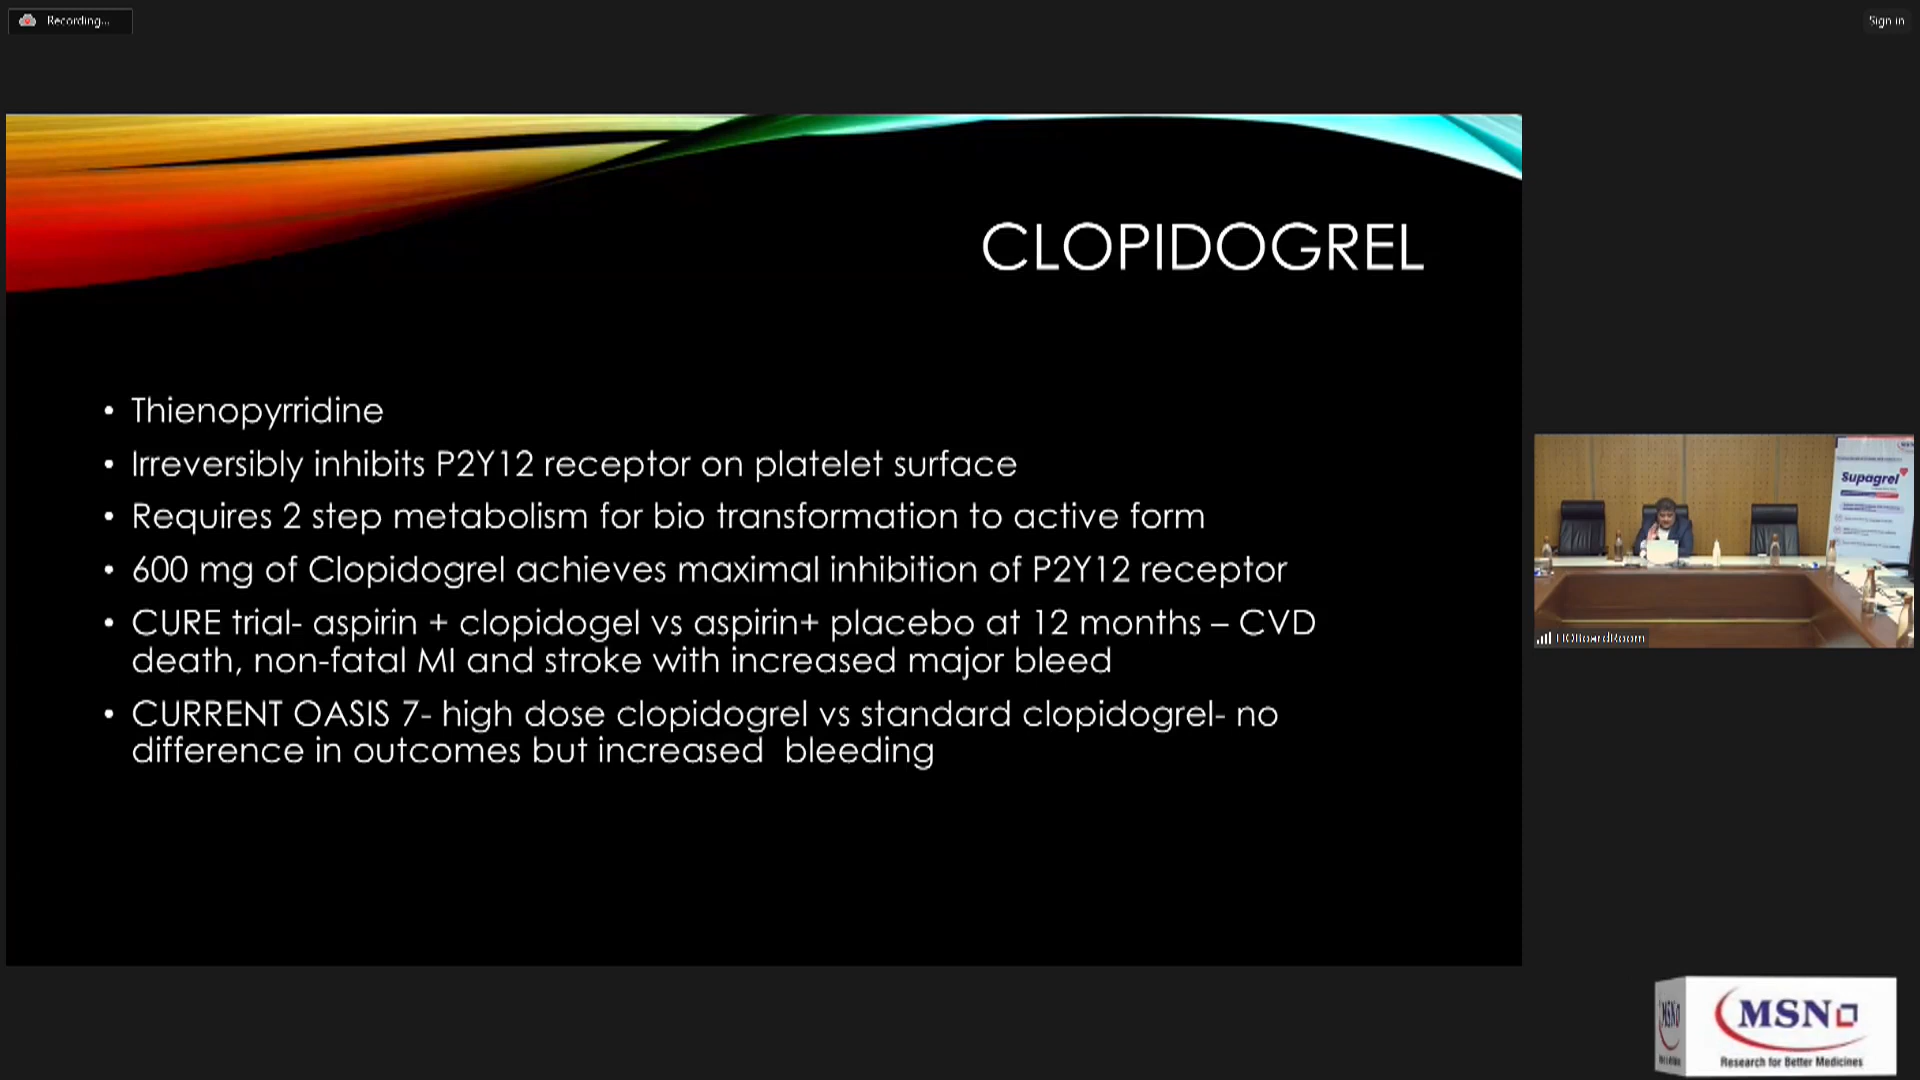 Recording...
Sign in
CLOPIDOGREL
• Thienopyrridine
• Irreversibly inhibits P2Y12 receptor on platelet surface
• Requires 2 step metabolism for bio transformation to active form
• 600 mg of Clopidogrel achieves maximal inhibition of P2Y12 receptor
• CURE trial- aspirin + clopidogel vs aspirin+ placebo at 12 months – CVD
death, non-fatal MI and stroke with increased major bleed
• CURRENT OASIS 7- high dose clopidogrel vs standard clopidogrel- no
difference in outcomes but increased  bleeding
Supagrel
HOBoardRoom
MSN
MSN
Research for Better Medicines